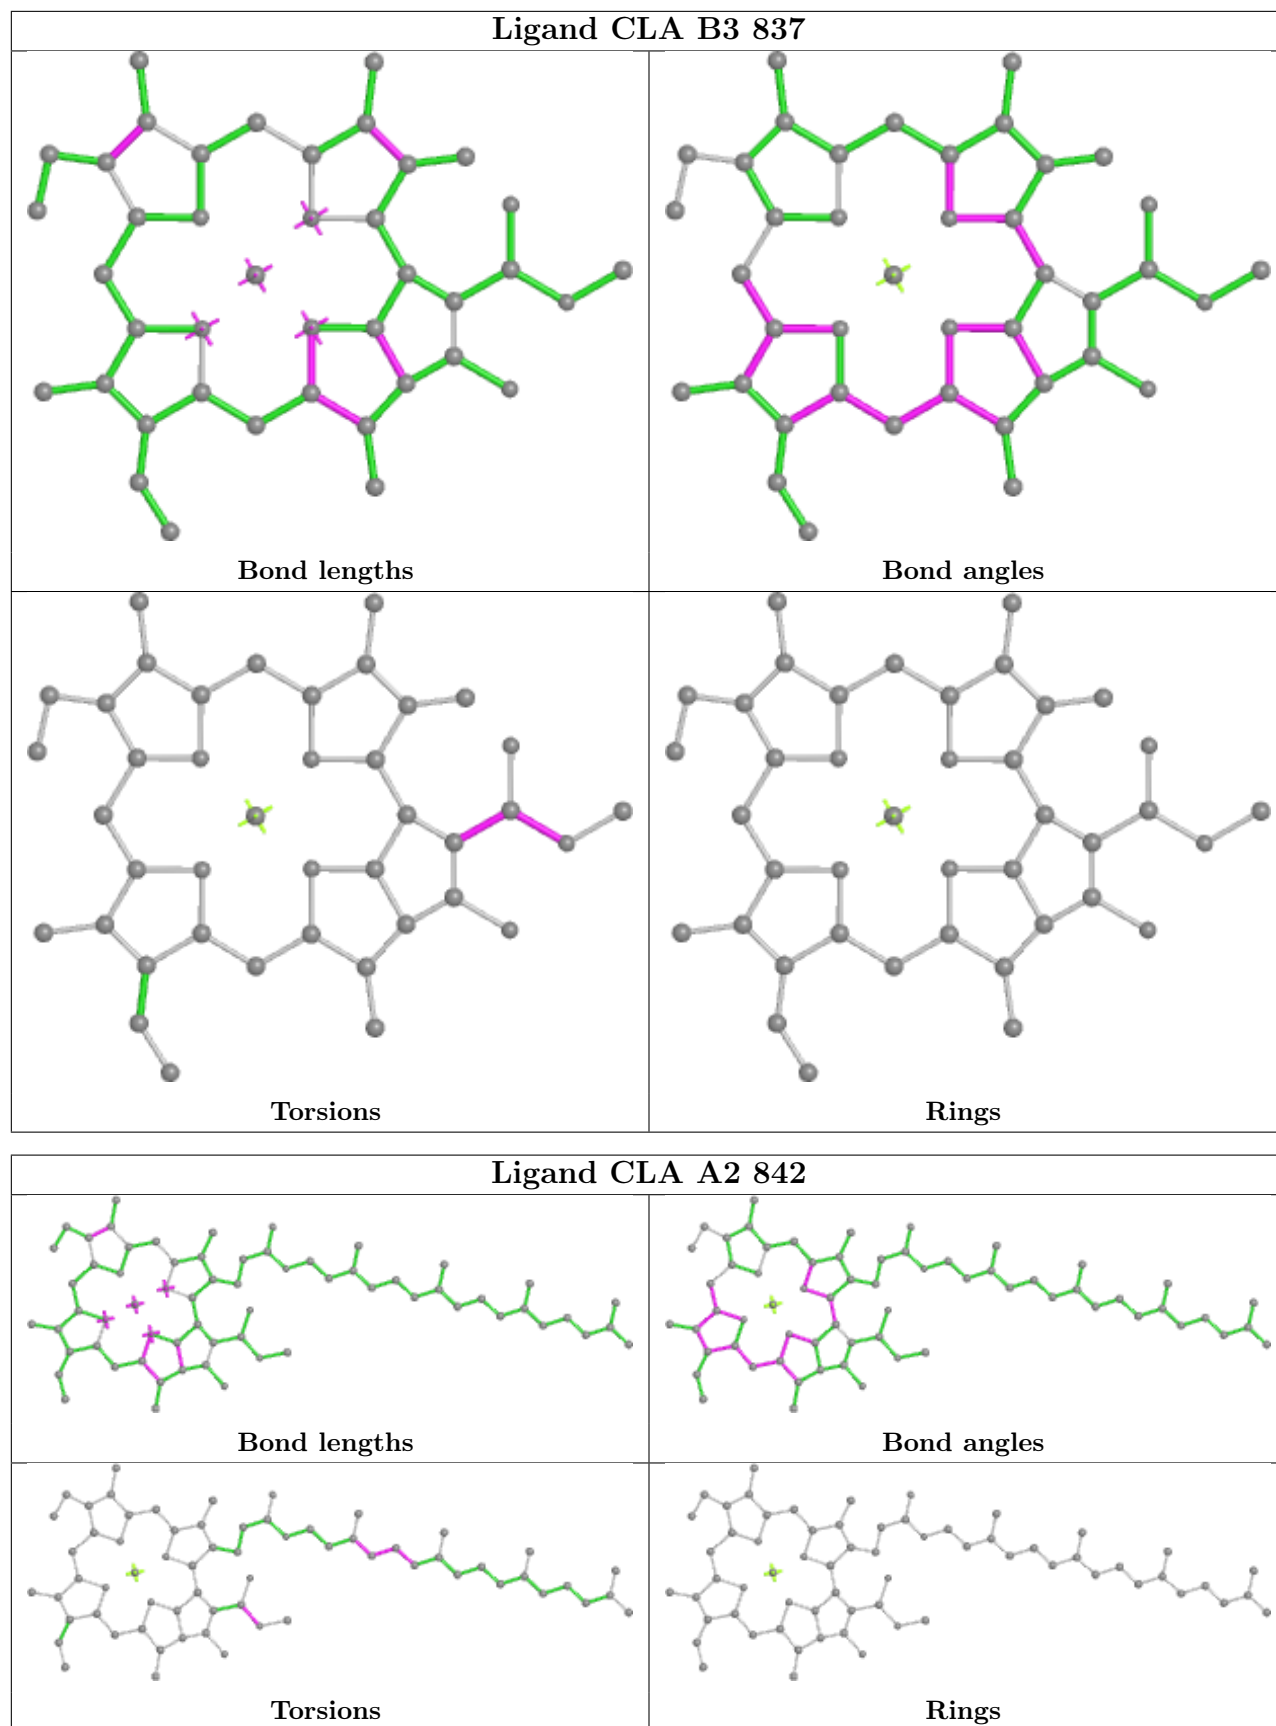 Ligand CLA B3 837
Bond lengths
Bond angles
Torsions
Rings
Ligand CLA A2 842
Bond lengths
Bond angles
Torsions
Rings